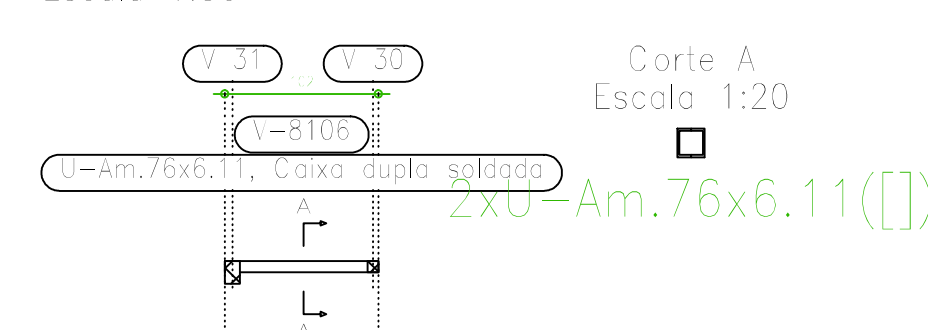 V 31
V 30
V-8106
U-Am.76x6.11, Caixa dupla soldada
A
A
Corte A
Escala 1:20
2xU-Am.76x6.11([])